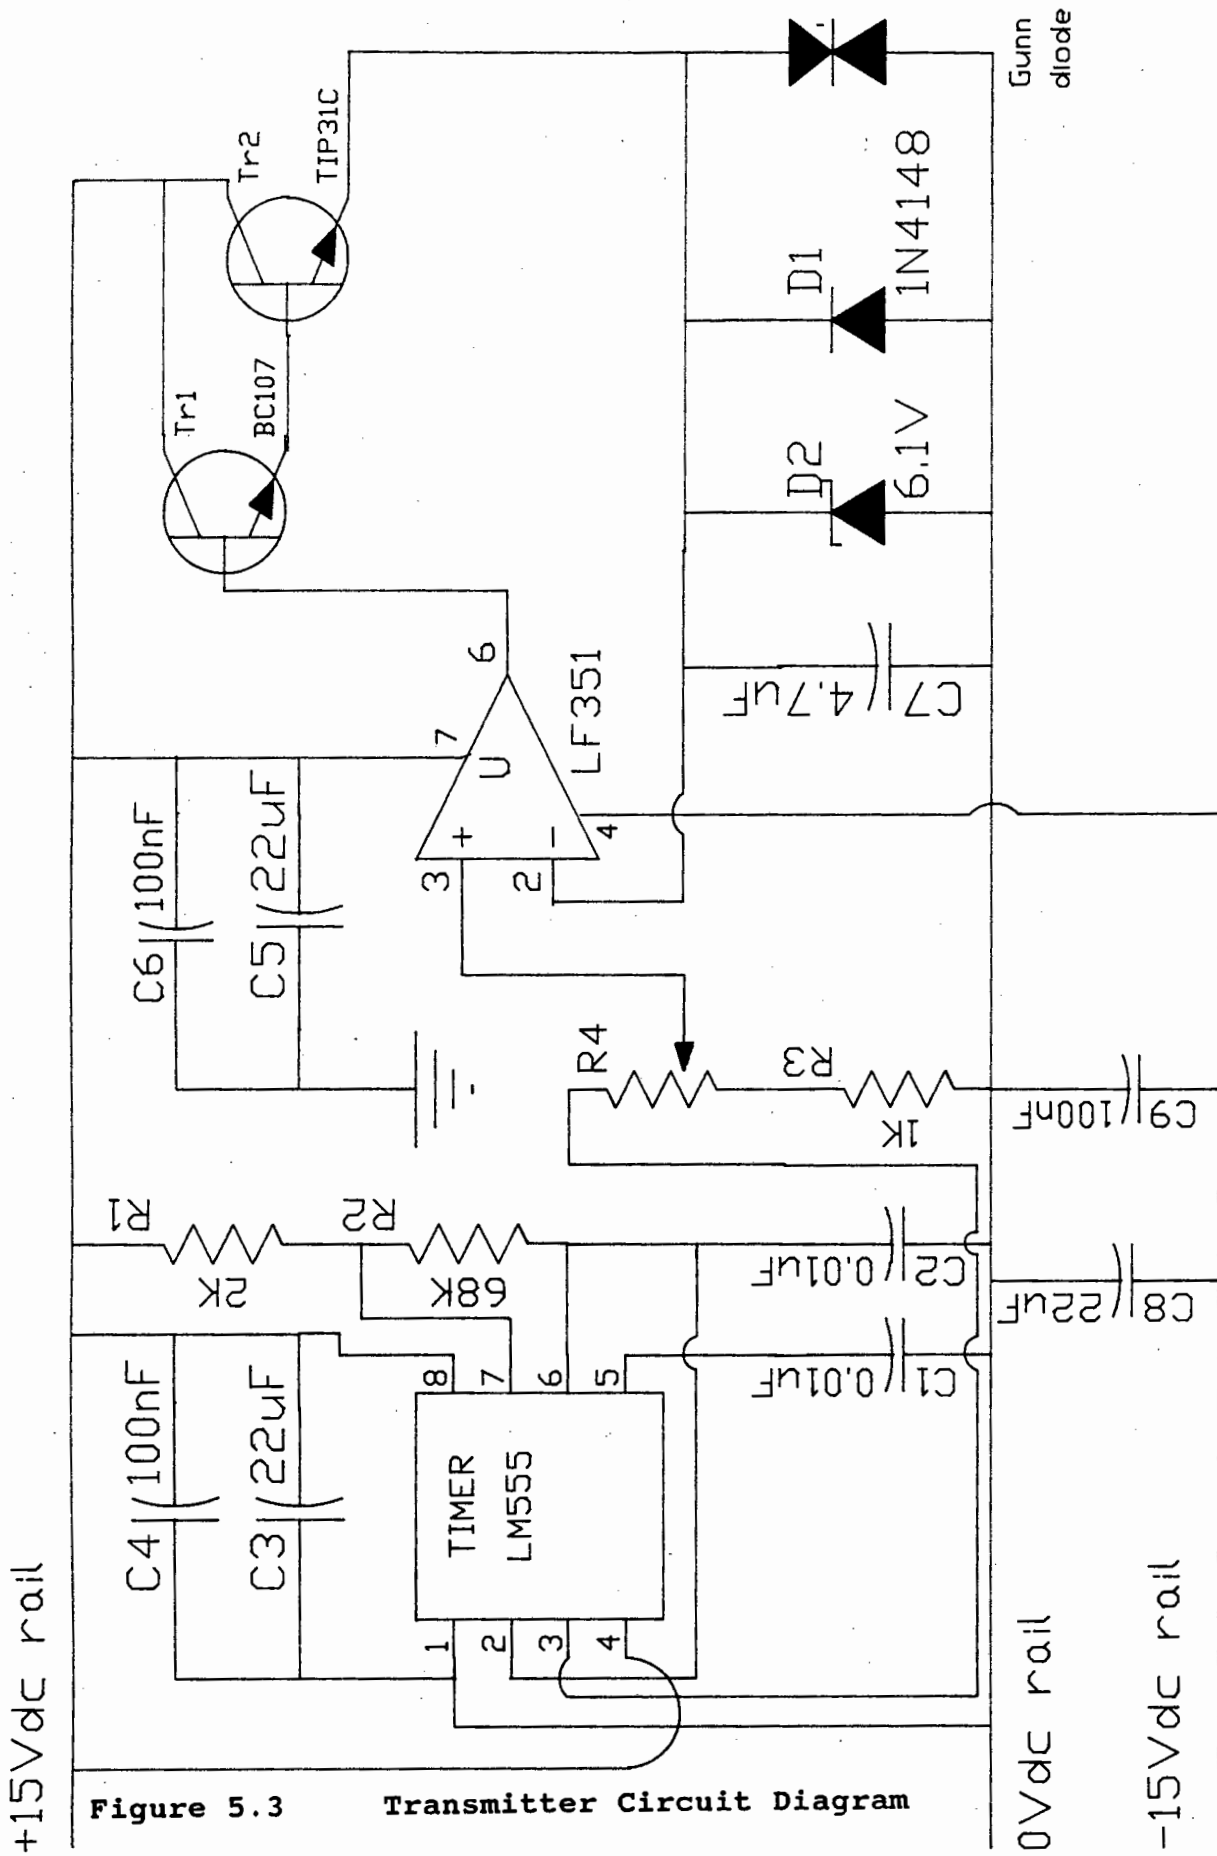 +15Vdc rail
C4
100nF
C3
22uF
R1
2K
R2
68K
C6
100nF
C5
22uF
Tr1
BC107
Tr2
TIP31C
TIMER
LM555
1
2
3
4
8
7
6
5
3
2
+
-
U
7
6
4
LF351
R4
R3
1K
C1
0.01uF
C2
0.01uF
C7
4.7uF
D2
6.1V
D1
1N4148
Gunn
diode
0Vdc rail
C8
22uF
C9
100nF
-15Vdc rail
Figure 5.3 Transmitter Circuit Diagram